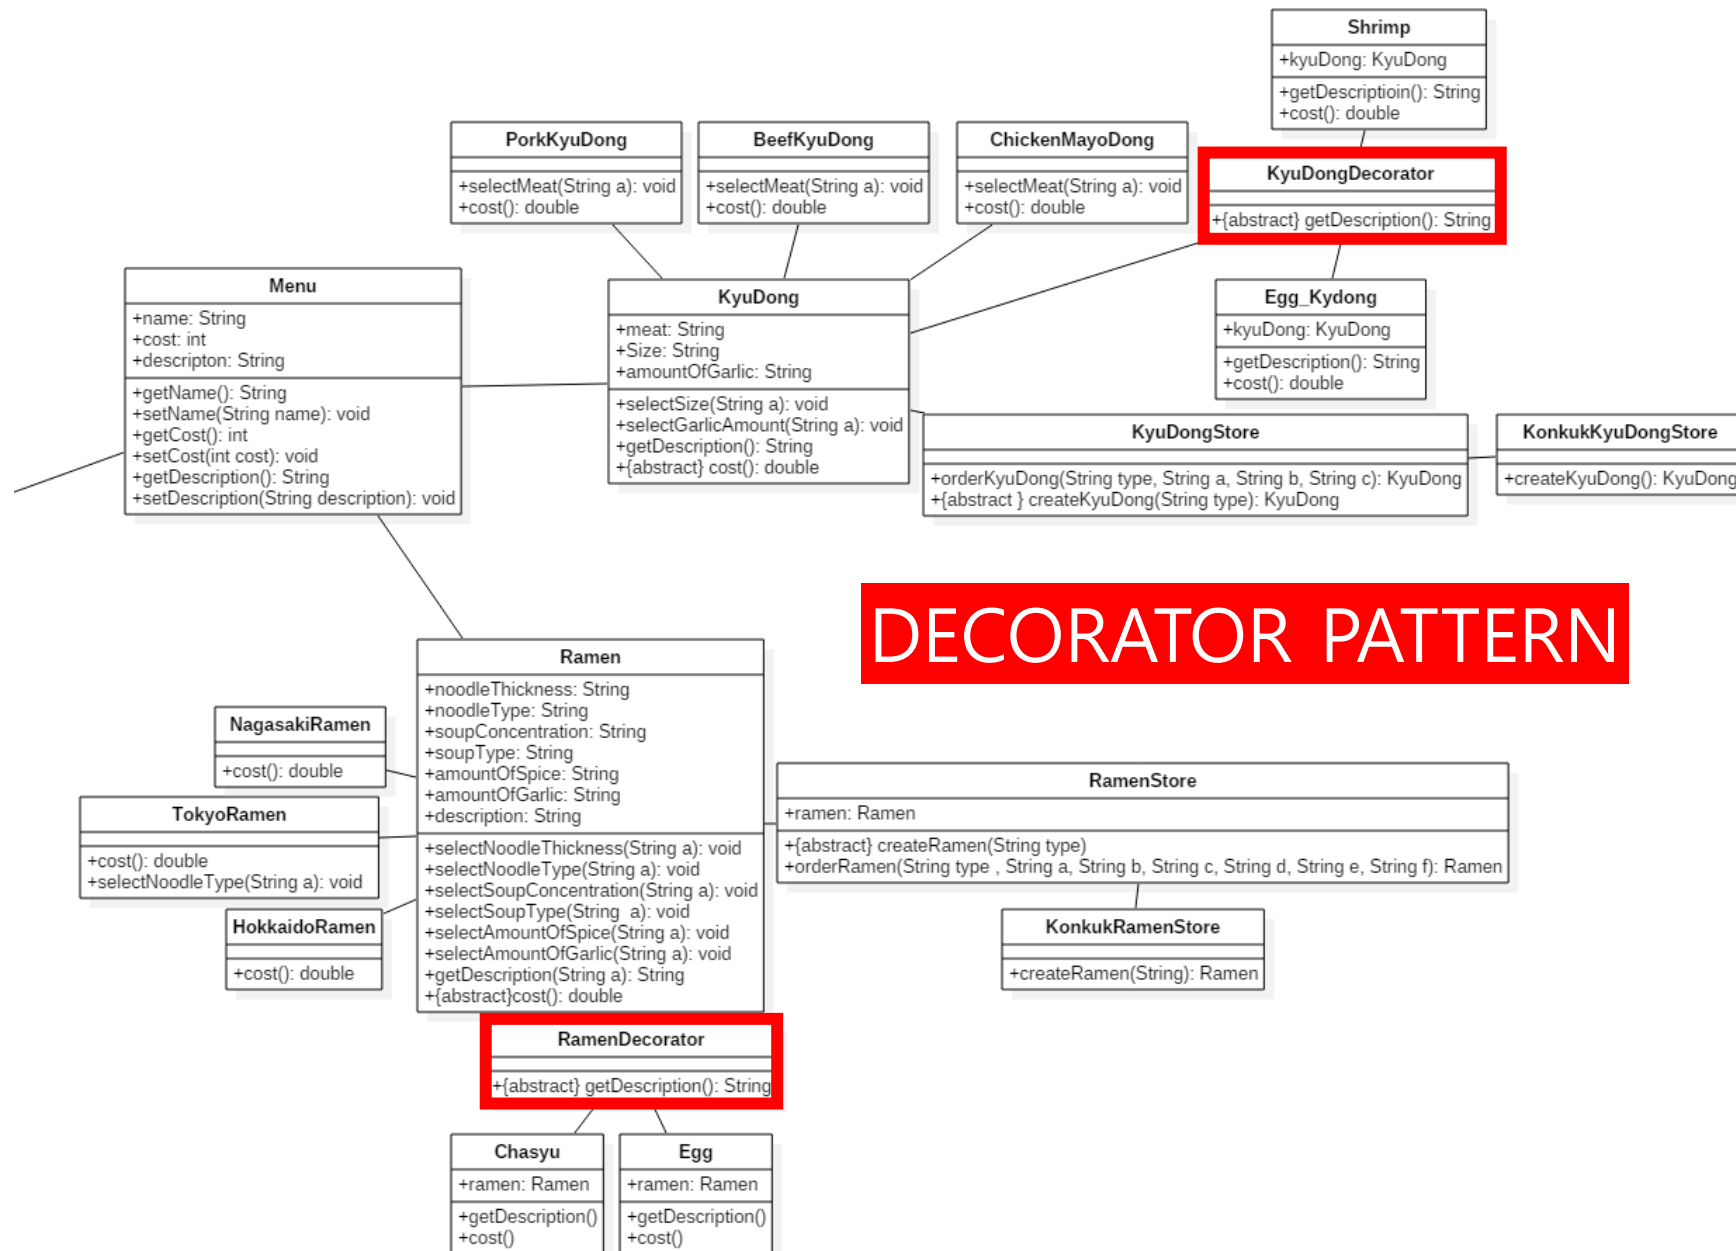 Shrimp
+kyuDong: KyuDong
+getDescriptioin(): String
+cost(): double
PorkKyuDong
+selectMeat(String a): void
+cost(): double
BeefKyuDong
+selectMeat(String a): void
+cost(): double
ChickenMayoDong
+selectMeat(String a): void
+cost(): double
KyuDongDecorator
+{abstract} getDescription(): String
Menu
+name: String
+cost: int
+descripton: String
+getName(): String
+setName(String name): void
+getCost(): int
+setCost(int cost): void
+getDescription(): String
+setDescription(String description): void
KyuDong
+meat: String
+Size: String
+amountOfGarlic: String
+selectSize(String a): void
+selectGarlicAmount(String a): void
+getDescription(): String
+{abstract} cost(): double
Egg_Kydong
+kyuDong: KyuDong
+getDescription(): String
+cost(): double
KyuDongStore
+orderKyuDong(String type, String a, String b, String c): KyuDong
+{abstract } createKyuDong(String type): KyuDong
KonkukKyuDongStore
+createKyuDong(): KyuDong
DECORATOR PATTERN
Ramen
+noodleThickness: String
+noodleType: String
+soupConcentration: String
+soupType: String
+amountOfSpice: String
+amountOfGarlic: String
+description: String
+selectNoodleThickness(String a): void
+selectNoodleType(String a): void
+selectSoupConcentration(String a): void
+selectSoupType(String  a): void
+selectAmountOfSpice(String a): void
+selectAmountOfGarlic(String a): void
+getDescription(String a): String
+{abstract}cost(): double
NagasakiRamen
+cost(): double
TokyoRamen
+cost(): double
+selectNoodleType(String a): void
HokkaidoRamen
+cost(): double
RamenStore
+ramen: Ramen
+{abstract} createRamen(String type)
+orderRamen(String type , String a, String b, String c, String d, String e, String f): Ramen
KonkukRamenStore
+createRamen(String): Ramen
RamenDecorator
+{abstract} getDescription(): String
Chasyu
+ramen: Ramen
+getDescription()
+cost()
Egg
+ramen: Ramen
+getDescription()
+cost()